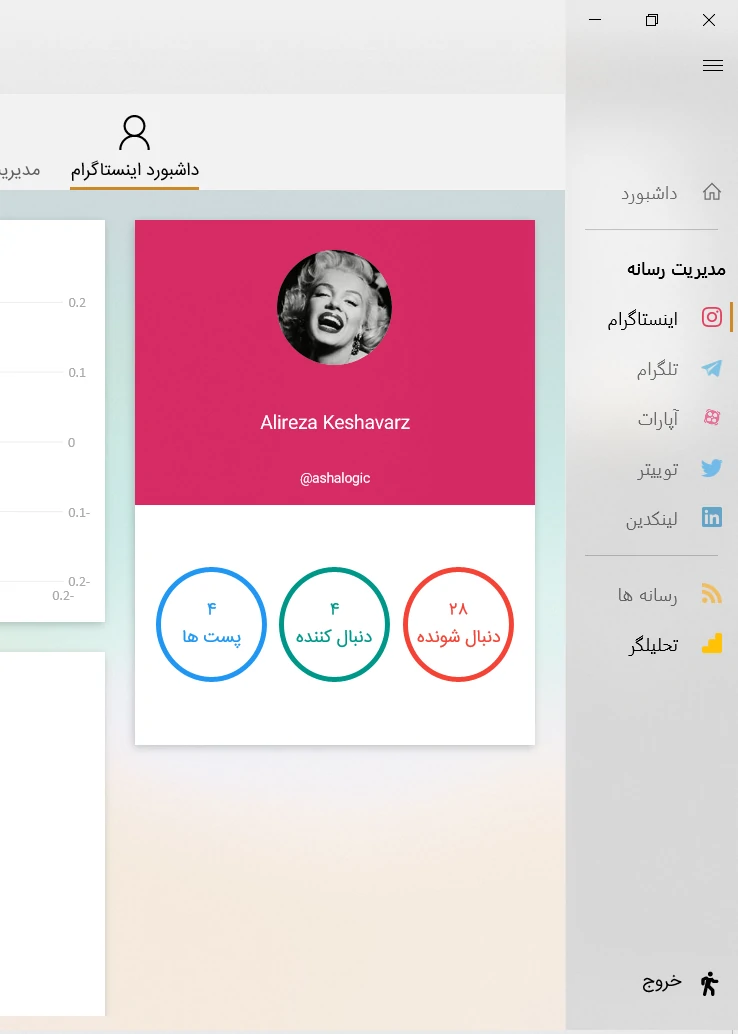 داشبورد
مدیریت رسانه
اینستاگرام
تلگرام
آپارات
توییتر
لینکدین
رسانه ها
تحلیلگر
خروج
داشبورد اینستاگرام
Alireza Keshavarz
@ashalogic
۲۸
دنبال شونده
۴
دنبال کننده
۴
پست ها
0.2
0.1
0
0.1-
0.2-
0.2-